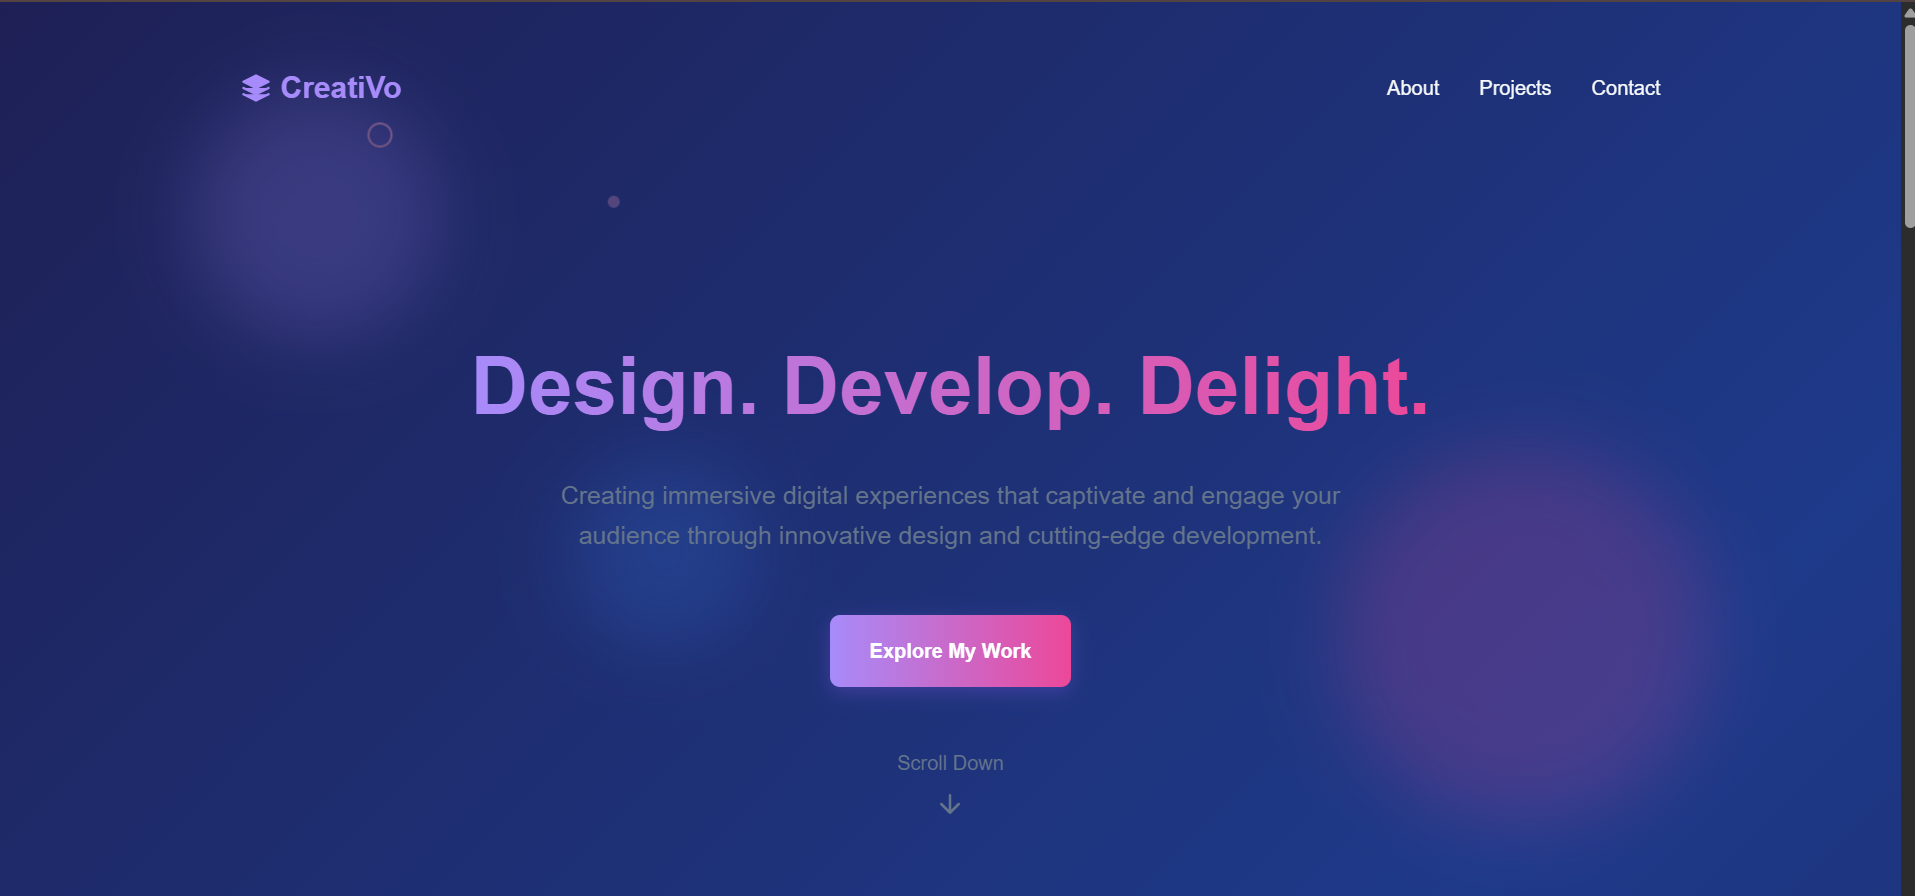 CreatiVo
About Projects Contact
Design. Develop. Delight.
Creating immersive digital experiences that captivate and engage your
audience through innovative design and cutting-edge development.
Explore My Work
Scroll Down